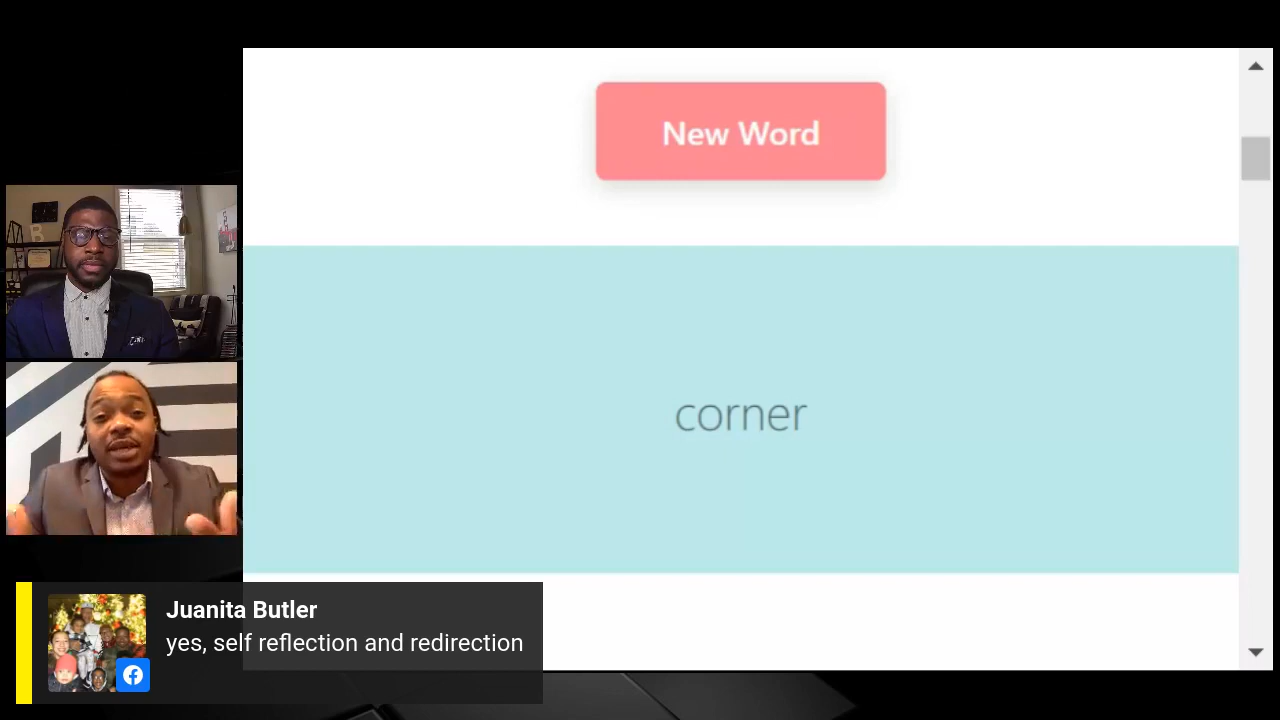 New Word
corner
Juanita Butler
yes, self reflection and redirection